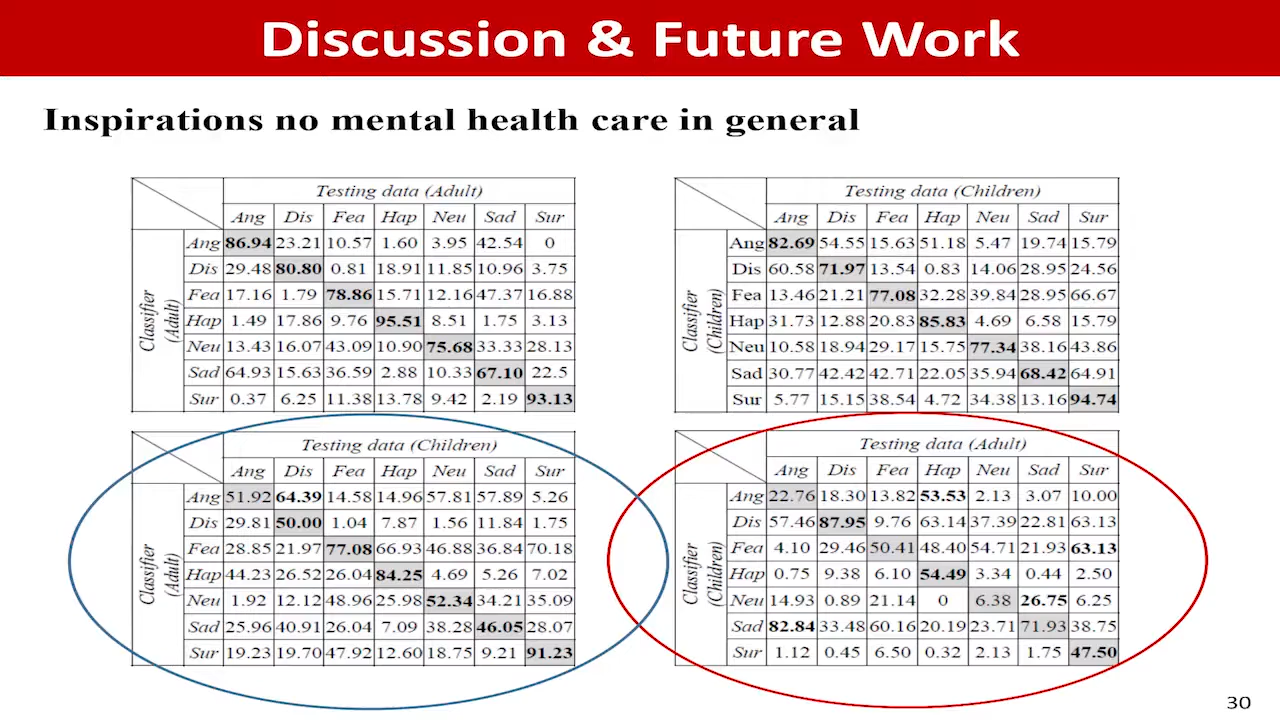 Discussion & Future Work
Inspirations no mental health care in general
Testing data (Adult)
Ang Dis Fea Hap Neu Sad Sur
Classifier (Adult)
Ang 86.94 23.21 10.57 1.60 3.95 42.54 0
Dis 29.48 80.80 0.81 18.91 11.85 10.96 3.75
Fea 17.16 1.79 78.86 15.71 12.16 47.37 16.88
Hap 1.49 17.86 9.76 95.51 8.51 1.75 3.13
Neu 13.43 16.07 43.09 10.90 75.68 33.33 28.13
Sad 64.93 15.63 36.59 2.88 10.33 67.10 22.5
Sur 0.37 6.25 11.38 13.78 9.42 2.19 93.13
Testing data (Children)
Ang Dis Fea Hap Neu Sad Sur
Classifier (Children)
Ang 82.69 54.55 15.63 51.18 5.47 19.74 15.79
Dis 60.58 71.97 13.54 0.83 14.06 28.95 24.56
Fea 13.46 21.21 77.08 32.28 39.84 28.95 66.67
Hap 31.73 12.88 20.83 85.83 4.69 6.58 15.79
Neu 10.58 18.94 29.17 15.75 77.34 38.16 43.86
Sad 30.77 42.42 42.71 22.05 35.94 68.42 64.91
Sur 5.77 15.15 38.54 4.72 34.38 13.16 94.74
Testing data (Children)
Ang Dis Fea Hap Neu Sad Sur
Classifier (Adult)
Ang 51.92 64.39 14.58 14.96 57.81 57.89 5.26
Dis 29.81 50.00 1.04 7.87 1.56 11.84 1.75
Fea 28.85 21.97 77.08 66.93 46.88 36.84 70.18
Hap 44.23 26.52 26.04 84.25 4.69 5.26 7.02
Neu 1.92 12.12 48.96 25.98 52.34 34.21 35.09
Sad 25.96 40.91 26.04 7.09 38.28 46.05 28.07
Sur 19.23 19.70 47.92 12.60 18.75 9.21 91.23
Testing data (Adult)
Ang Dis Fea Hap Neu Sad Sur
Classifier (Children)
Ang 22.76 18.30 13.82 53.53 2.13 3.07 10.00
Dis 57.46 87.95 9.76 63.14 37.39 22.81 63.13
Fea 4.10 29.46 50.41 48.40 54.71 21.93 63.13
Hap 0.75 9.38 6.10 54.49 3.34 0.44 2.50
Neu 14.93 0.89 21.14 0 6.38 26.75 6.25
Sad 82.84 33.48 60.16 20.19 23.71 71.93 38.75
Sur 1.12 0.45 6.50 0.32 2.13 1.75 47.50
30